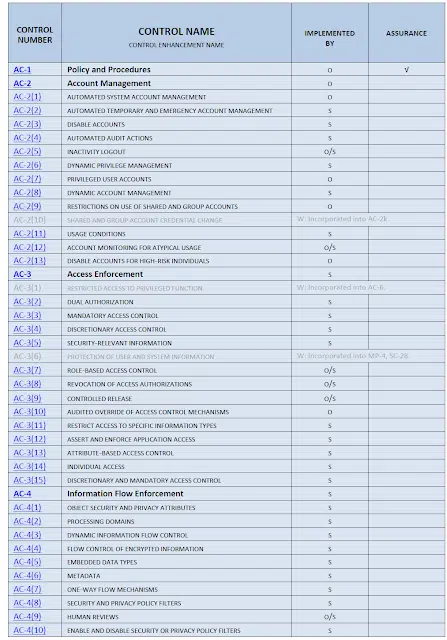 CONTROL NUMBER CONTROL NAME IMPLEMENTED BY ASSURANCE
CONTROL ENHANCEMENT NAME
AC-1 Policy and Procedures O √
AC-2 Account Management O
AC-2(1) AUTOMATED SYSTEM ACCOUNT MANAGEMENT O
AC-2(2) AUTOMATED TEMPORARY AND EMERGENCY ACCOUNT MANAGEMENT S
AC-2(3) DISABLE ACCOUNTS S
AC-2(4) AUTOMATED AUDIT ACTIONS S
AC-2(5) INACTIVITY LOGOUT O/S
AC-2(6) DYNAMIC PRIVILEGE MANAGEMENT S
AC-2(7) PRIVILEGED USER ACCOUNTS O
AC-2(8) DYNAMIC ACCOUNT MANAGEMENT S
AC-2(9) RESTRICTIONS ON USE OF SHARED AND GROUP ACCOUNTS O
AC-2(10) SHARED AND GROUP ACCOUNT CREDENTIAL CHANGE W: Incorporated into AC-2k.
AC-2(11) USAGE CONDITIONS S
AC-2(12) ACCOUNT MONITORING FOR ATYPICAL USAGE O/S
AC-2(13) DISABLE ACCOUNTS FOR HIGH-RISK INDIVIDUALS O
AC-3 Access Enforcement S
AC-3(1) RESTRICTED ACCESS TO PRIVILEGED FUNCTION W: Incorporated into AC-6.
AC-3(2) DUAL AUTHORIZATION S
AC-3(3) MANDATORY ACCESS CONTROL S
AC-3(4) DISCRETIONARY ACCESS CONTROL S
AC-3(5) SECURITY-RELEVANT INFORMATION S
AC-3(6) PROTECTION OF USER AND SYSTEM INFORMATION W: Incorporated into MP-4, SC-28.
AC-3(7) ROLE-BASED ACCESS CONTROL O/S
AC-3(8) REVOCATION OF ACCESS AUTHORIZATIONS O/S
AC-3(9) CONTROLLED RELEASE O/S
AC-3(10) AUDITED OVERRIDE OF ACCESS CONTROL MECHANISMS O
AC-3(11) RESTRICT ACCESS TO SPECIFIC INFORMATION TYPES S
AC-3(12) ASSERT AND ENFORCE APPLICATION ACCESS S
AC-3(13) ATTRIBUTE-BASED ACCESS CONTROL S
AC-3(14) INDIVIDUAL ACCESS S
AC-3(15) DISCRETIONARY AND MANDATORY ACCESS CONTROL S
AC-4 Information Flow Enforcement S
AC-4(1) OBJECT SECURITY AND PRIVACY ATTRIBUTES S
AC-4(2) PROCESSING DOMAINS S
AC-4(3) DYNAMIC INFORMATION FLOW CONTROL S
AC-4(4) FLOW CONTROL OF ENCRYPTED INFORMATION S
AC-4(5) EMBEDDED DATA TYPES S
AC-4(6) METADATA S
AC-4(7) ONE-WAY FLOW MECHANISMS S
AC-4(8) SECURITY AND PRIVACY POLICY FILTERS S
AC-4(9) HUMAN REVIEWS O/S
AC-4(10) ENABLE AND DISABLE SECURITY OR PRIVACY POLICY FILTERS S